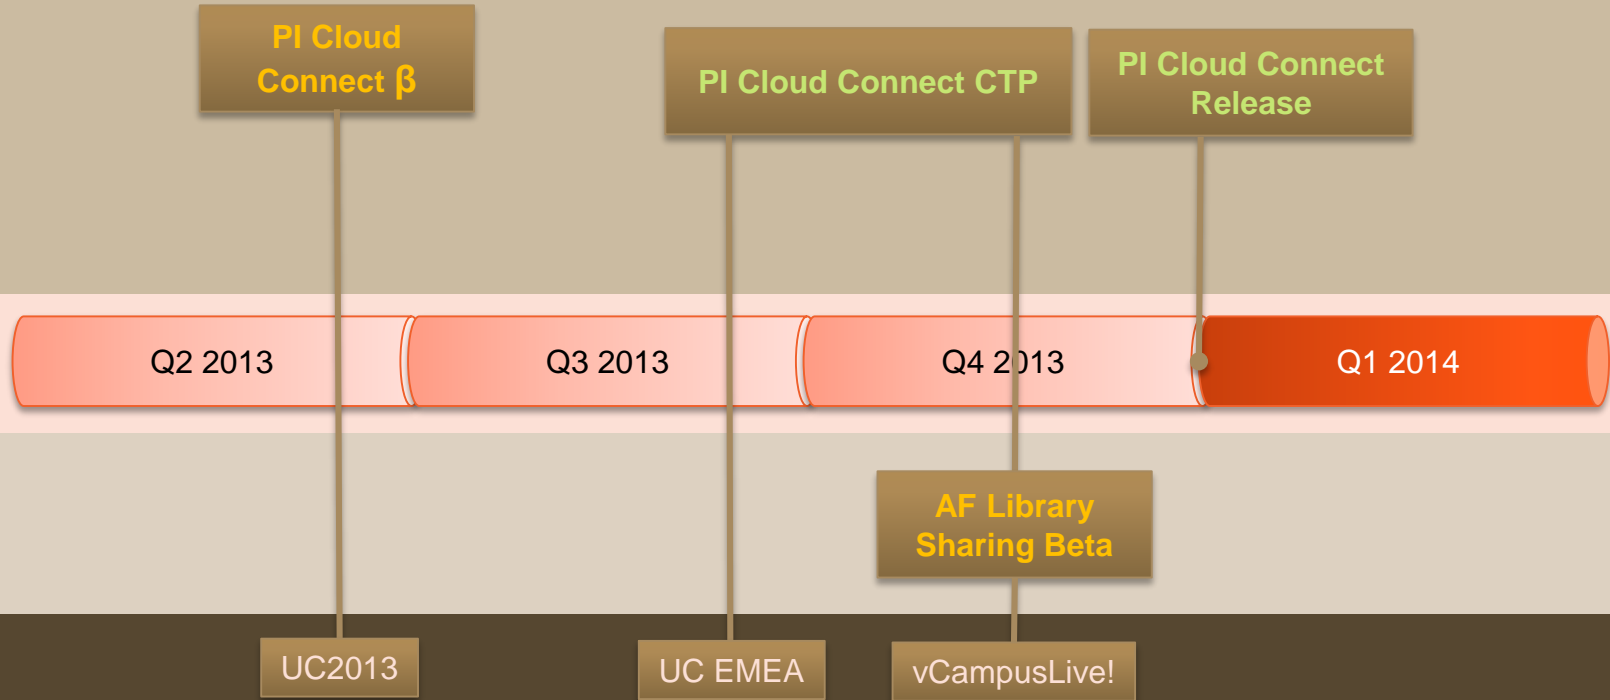 PI Cloud
Connect β
PI Cloud Connect CTP
PI Cloud Connect
Release
Q2 2013
Q3 2013
Q4 2013
Q1 2014
AF Library
Sharing Beta
UC2013
UC EMEA
vCampusLive!